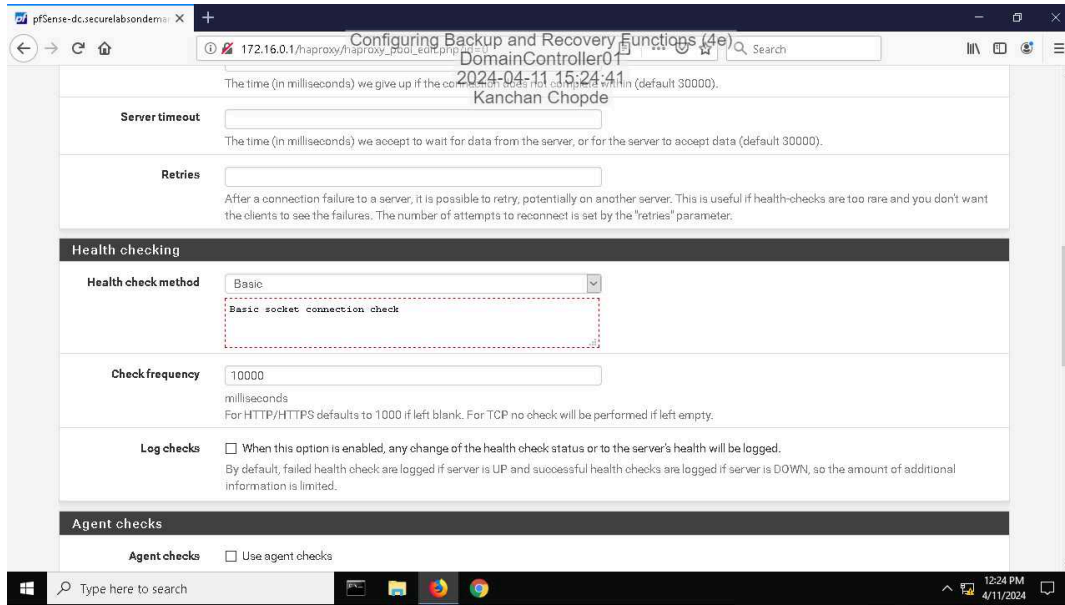 pfSense-dc.securelabsondema
Configuring Backup and Recovery Functions (4e)
172.16.0.1/haproxy/haproxy_pool_edit.php?id=0
Search
DomainController01
2024-04-11 15:24:41
Kanchan Chopde
The time (in milliseconds) we give up if the connection does not complete within (default 30000).
Server timeout
The time (in milliseconds) we accept to wait for data from the server, or for the server to accept data (default 30000).
Retries
After a connection failure to a server, it is possible to retry, potentially on another server. This is useful if health-checks are too rare and you don't want
the clients to see the failures. The number of attempts to reconnect is set by the "retries" parameter.
Health checking
Health check method
Basic
Basic socket connection check
Check frequency
10000
milliseconds
For HTTP/HTTPS defaults to 1000 if left blank. For TCP no check will be performed if left empty.
Log checks
When this option is enabled, any change of the health check status or to the server's health will be logged.
By default, failed health check are logged if server is UP and successful health checks are logged if server is DOWN, so the amount of additional
information is limited.
Agent checks
Agent checks
Use agent checks
Type here to search
12:24 PM
4/11/2024